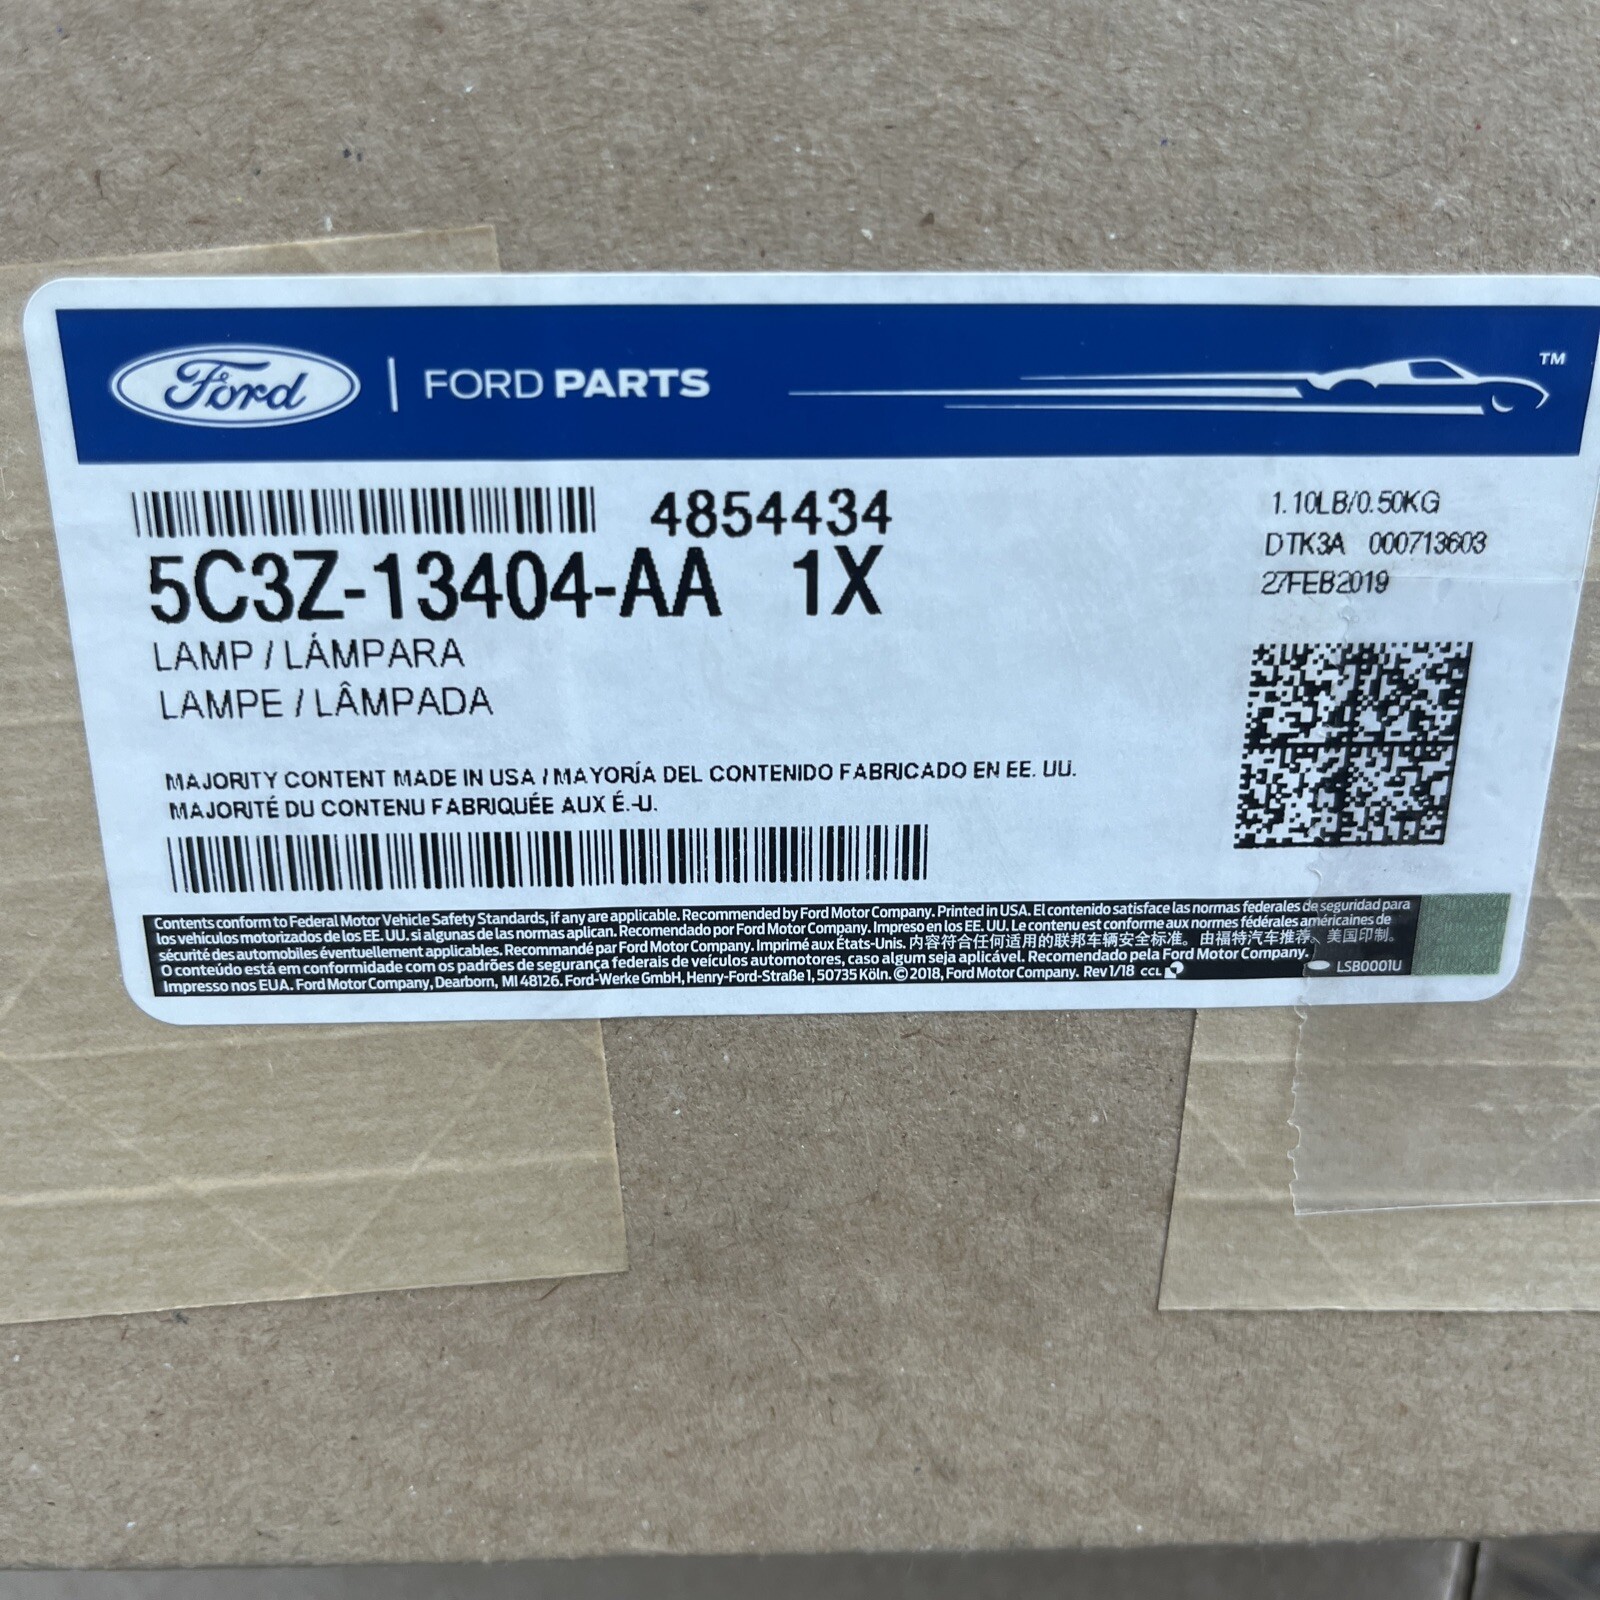 Ford | FORD PARTS TM
4854434
5C3Z-13404-AA 1X
LAMP / LÁMPARA
LAMPE / LÂMPADA
1.10LB/0.50KG
DTK3A 000713603
27FEB2019
MAJORITY CONTENT MADE IN USA / MAYORÍA DEL CONTENIDO FABRICADO EN EE. UU.
MAJORITÉ DU CONTENU FABRIQUÉE AUX É.-U.
Contents conform to Federal Motor Vehicle Safety Standards, if any are applicable. Recommended by Ford Motor Company. Printed in USA. El contenido satisface las normas federales de seguridad para
los vehículos motorizados de los EE. UU. si algunas de las normas aplican. Recomendado por Ford Motor Company. Impreso en los EE. UU. Le contenu est conforme aux normes fédérales américaines de
sécurité des automobiles éventuellement applicables. Recommandé par Ford Motor Company. Imprimé aux États-Unis. 内容符合任何适用的联邦车辆安全标准。由福特汽车推荐。美国印制。
O conteúdo está em conformidade com os padrões de segurança federais de veículos automotores, caso algum seja aplicável. Recomendado pela Ford Motor Company.
Impresso nos EUA. Ford Motor Company, Dearborn, MI 48126. Ford-Werke GmbH, Henry-Ford-Straße 1, 50735 Köln. © 2018, Ford Motor Company. Rev 1/18 CCL
LSB0001U